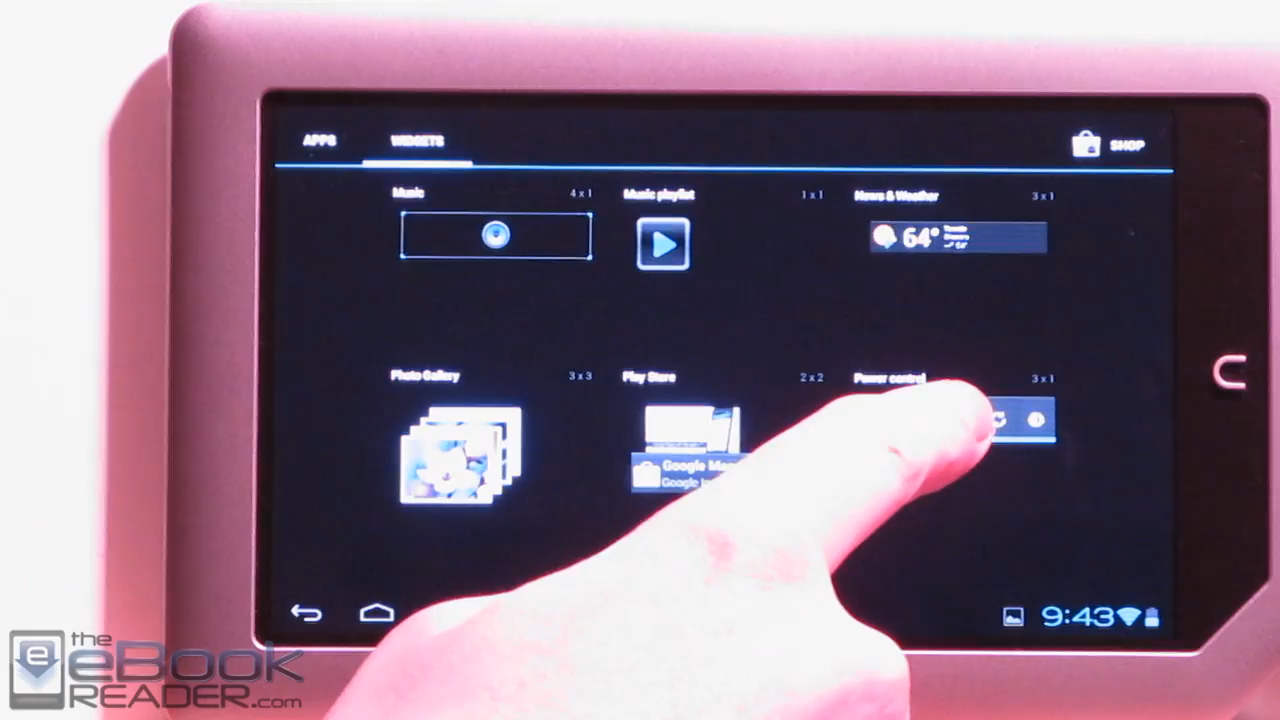 APPS WIDGETS SHOP
Music 4 x 1 Music playlist 1 x 1 News & Weather 3 x 1
64°
Photo Gallery 3 x 3 Play Store 2 x 2 Power control 3 x 1
Google
Google
9:43
the
eBook
READER.com